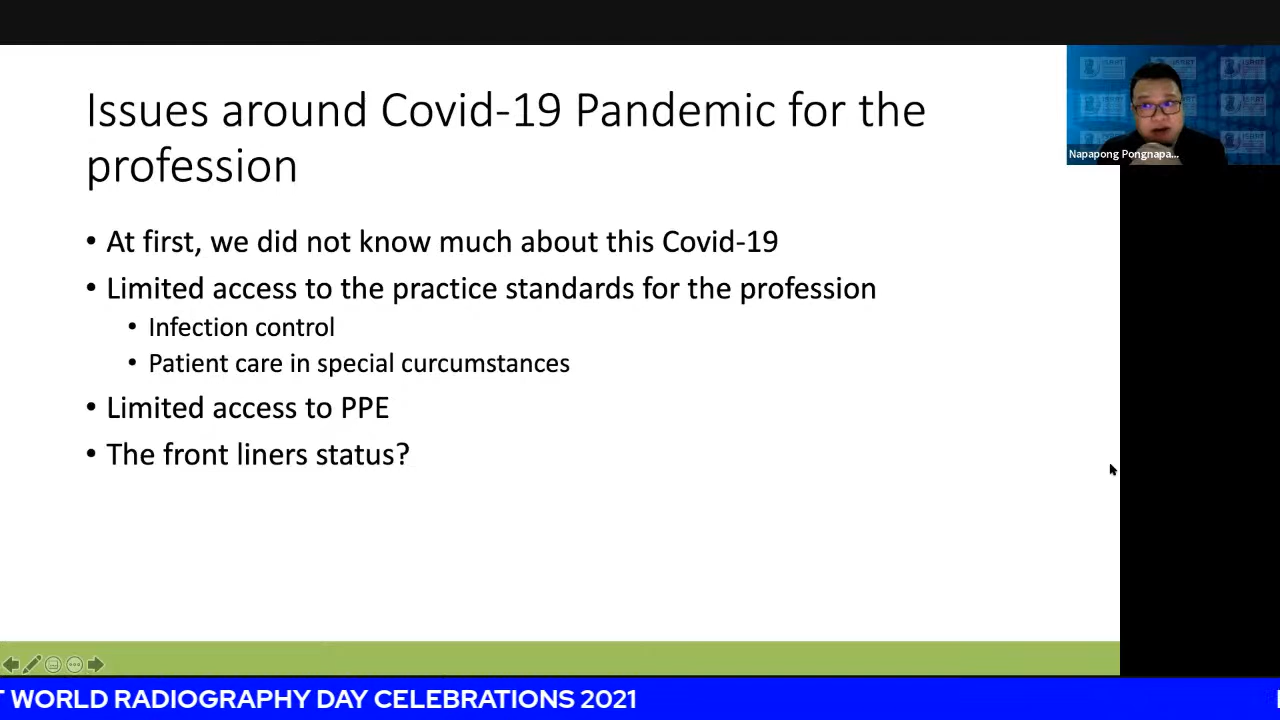 Issues around Covid-19 Pandemic for the
profession
• At first, we did not know much about this Covid-19
• Limited access to the practice standards for the profession
• Infection control
• Patient care in special curcumstances
• Limited access to PPE
• The front liners status?
Napapong Pongnapa...
WORLD RADIOGRAPHY DAY CELEBRATIONS 2021